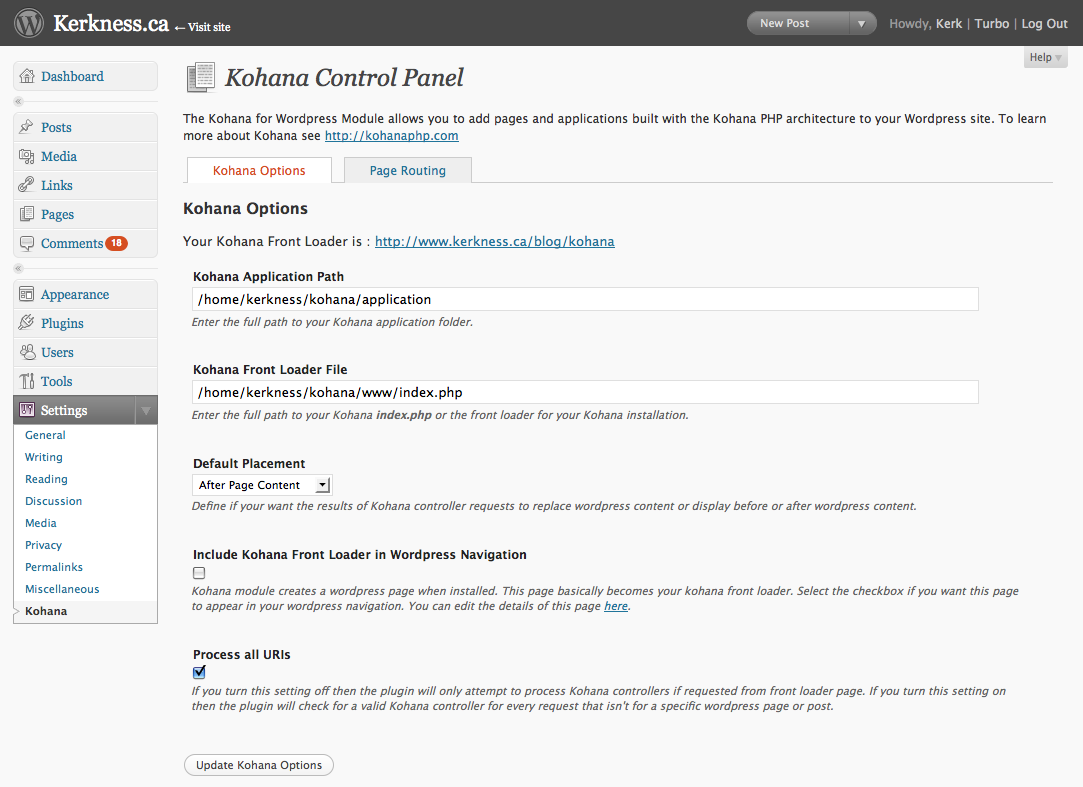 Kerkness.ca ← Visit site
New Post
Howdy, Kerk | Turbo | Log Out
Help
Dashboard
Posts
Media
Links
Pages
Comments 18
Appearance
Plugins
Users
Tools
Settings
General
Writing
Reading
Discussion
Media
Privacy
Permalinks
Miscellaneous
Kohana
Kohana Control Panel
The Kohana for Wordpress Module allows you to add pages and applications built with the Kohana PHP architecture to your Wordpress site. To learn
more about Kohana see http://kohanaphp.com
Kohana Options
Page Routing
Kohana Options
Your Kohana Front Loader is : http://www.kerkness.ca/blog/kohana
Kohana Application Path
/home/kerkness/kohana/application
Enter the full path to your Kohana application folder.
Kohana Front Loader File
/home/kerkness/kohana/www/index.php
Enter the full path to your Kohana index.php or the front loader for your Kohana installation.
Default Placement
After Page Content
Define if your want the results of Kohana controller requests to replace wordpress content or display before or after wordpress content.
Include Kohana Front Loader in Wordpress Navigation
Kohana module creates a wordpress page when installed. This page basically becomes your kohana front loader. Select the checkbox if you want this page
to appear in your wordpress navigation. You can edit the details of this page here.
Process all URIs
If you turn this setting off then the plugin will only attempt to process Kohana controllers if requested from front loader page. If you turn this setting on
then the plugin will check for a valid Kohana controller for every request that isn't for a specific wordpress page or post.
Update Kohana Options